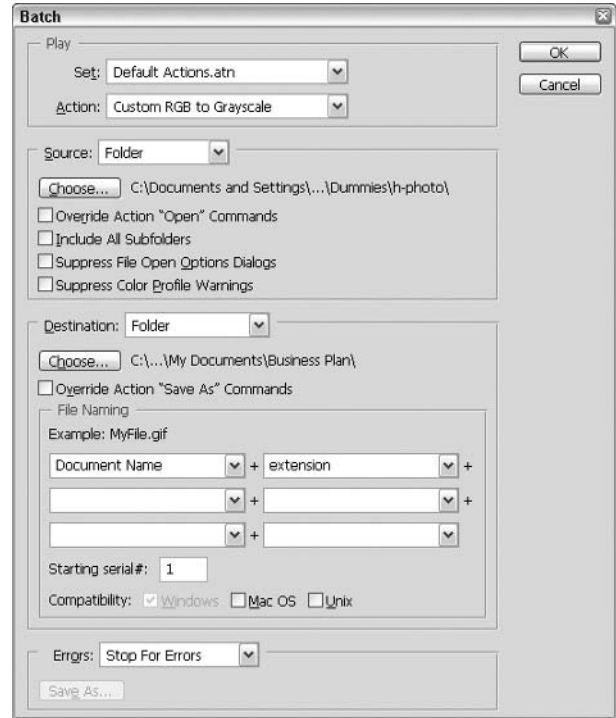 Batch
Play
Set: Default Actions.atn
Action: Custom RGB to Grayscale
OK
Cancel
Source: Folder
Choose... C:\Documents and Settings\...\Dummies\h-photo\
Override Action "Open" Commands
Include All Subfolders
Suppress File Open Options Dialogs
Suppress Color Profile Warnings
Destination: Folder
Choose... C:\...\My Documents\Business Plan\
Override Action "Save As" Commands
File Naming
Example: MyFile.gif
Document Name + extension +
+ +
+
Starting serial#: 1
Compatibility: Windows Mac OS Unix
Errors: Stop For Errors
Save As...